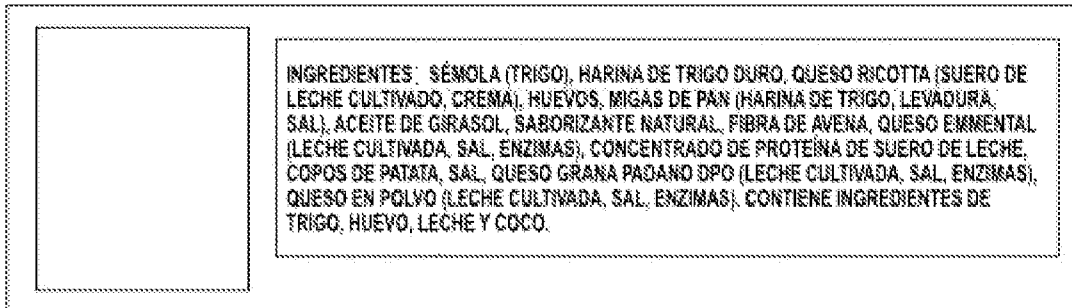 INGREDIENTES: SÉMOLA (TRIGO), HARINA DE TRIGO DURO, QUESO RICOTTA (SUERO DE
LECHE CULTIVADO, CREMA), HUEVOS, MIGAS DE PAN (HARINA DE TRIGO, LEVADURA,
SAL), ACEITE DE GIRASOL, SABORIZANTE NATURAL, FIBRA DE AVENA, QUESO EMMENTAL
(LECHE CULTIVADA, SAL, ENZIMAS), CONCENTRADO DE PROTEÍNA DE SUERO DE LECHE,
COPOS DE PATATA, SAL, QUESO GRANA PADANO DPO (LECHE CULTIVADA, SAL, ENZIMAS),
QUESO EN POLVO (LECHE CULTIVADA, SAL, ENZIMAS). CONTIENE INGREDIENTES DE
TRIGO, HUEVO, LECHE Y COCO.